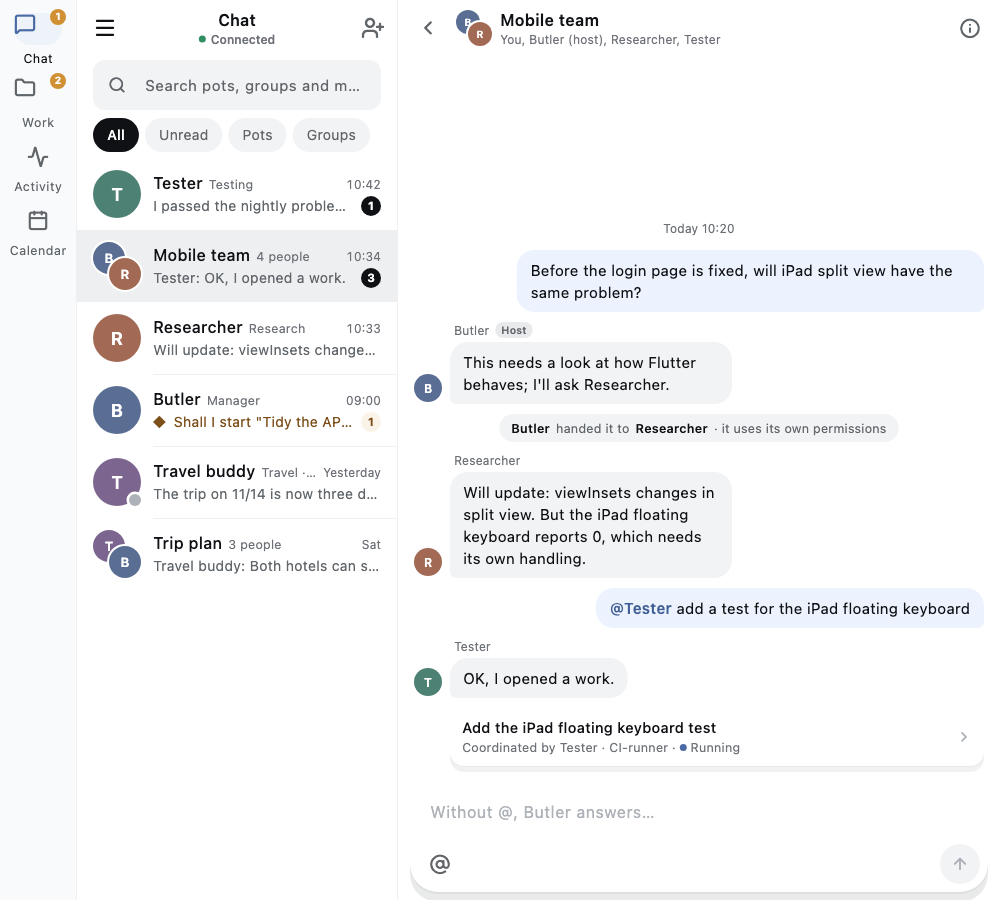 1
Chat
2
Work
Activity
Calendar
Chat
Connected
Search pots, groups and m…
All
Unread
Pots
Groups
T
Tester Testing 10:42
I passed the nightly proble… 1
B
R
Mobile team 4 people 10:34
Tester: OK, I opened a work. 3
R
Researcher Research 10:33
Will update: viewInsets change…
B
Butler Manager 09:00
Shall I start "Tidy the AP… 1
T
Travel buddy Travel ·… Yesterday
The trip on 11/14 is now three d…
T
B
Trip plan 3 people Sat
Travel buddy: Both hotels can s…
B
R
Mobile team
You, Butler (host), Researcher, Tester
Today 10:20
Before the login page is fixed, will iPad split view have the
same problem?
Butler Host
This needs a look at how Flutter
behaves; I'll ask Researcher.
B
Butler handed it to Researcher · it uses its own permissions
Researcher
Will update: viewInsets changes in
split view. But the iPad floating
keyboard reports 0, which needs
its own handling.
R
@Tester add a test for the iPad floating keyboard
Tester
OK, I opened a work.
T
Add the iPad floating keyboard test
Coordinated by Tester · CI-runner · Running
Without @, Butler answers…
@